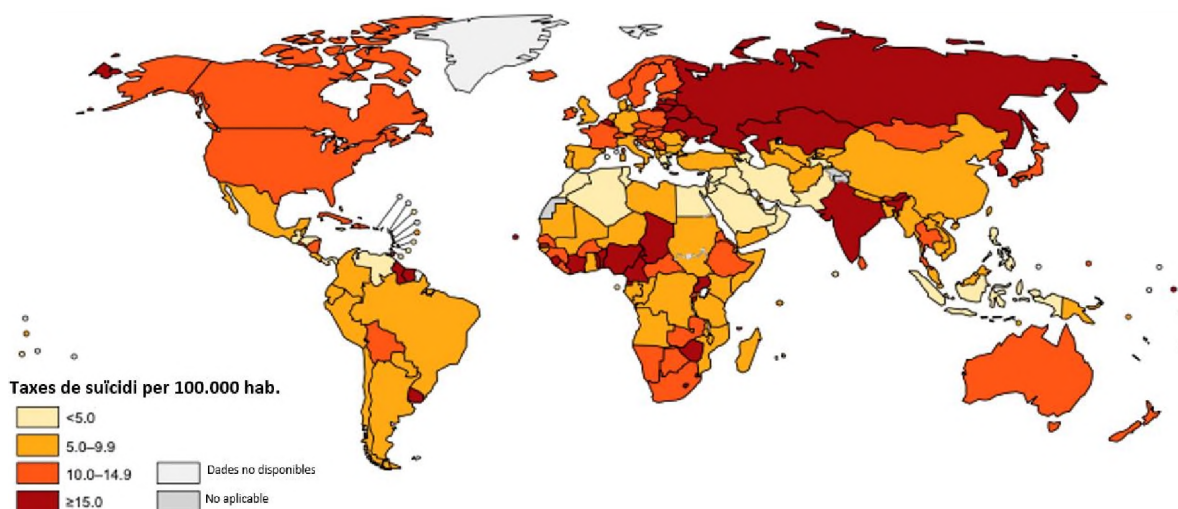 Taxes de suïcidi per 100.000 hab.
<5.0
5.0–9.9
10.0–14.9
≥15.0
Dades no disponibles
No aplicable